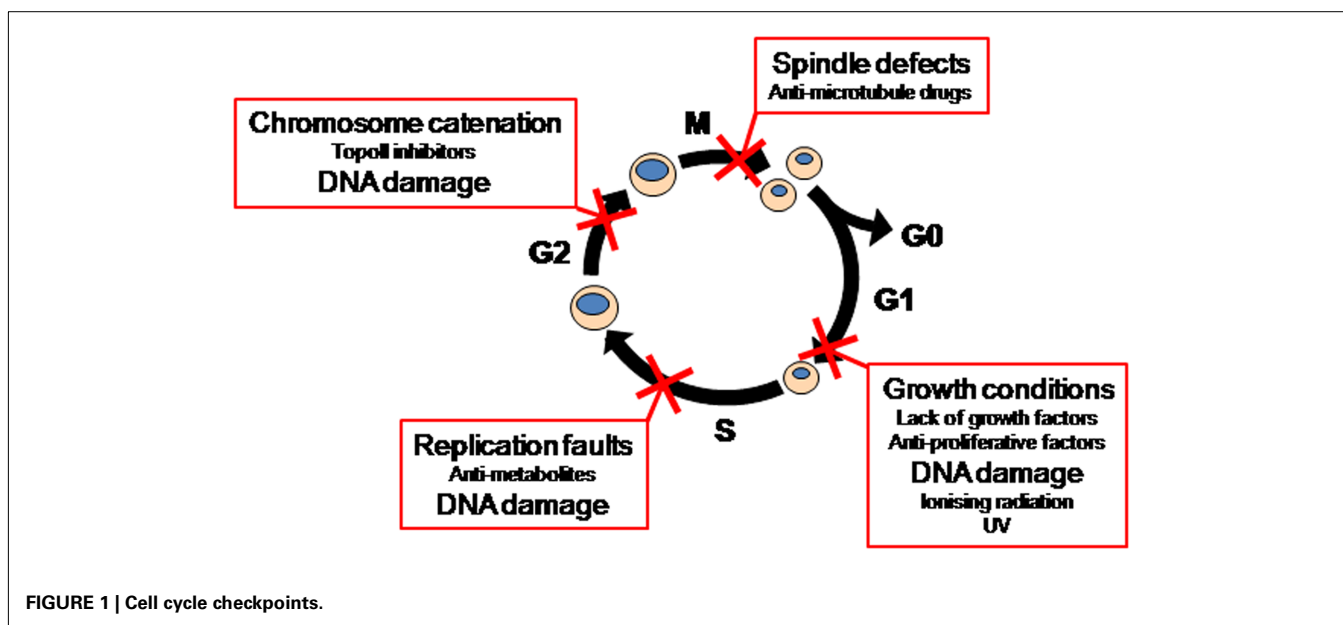 Spindle defects
Anti-microtubule drugs
M
Chromosome catenation
TopoII inhibitors
DNA damage
G2
G0
G1
Growth conditions
Lack of growth factors
Anti-proliferative factors
DNA damage
Ionising radiation
UV
S
Replication faults
Anti-metabolites
DNA damage
FIGURE 1 | Cell cycle checkpoints.